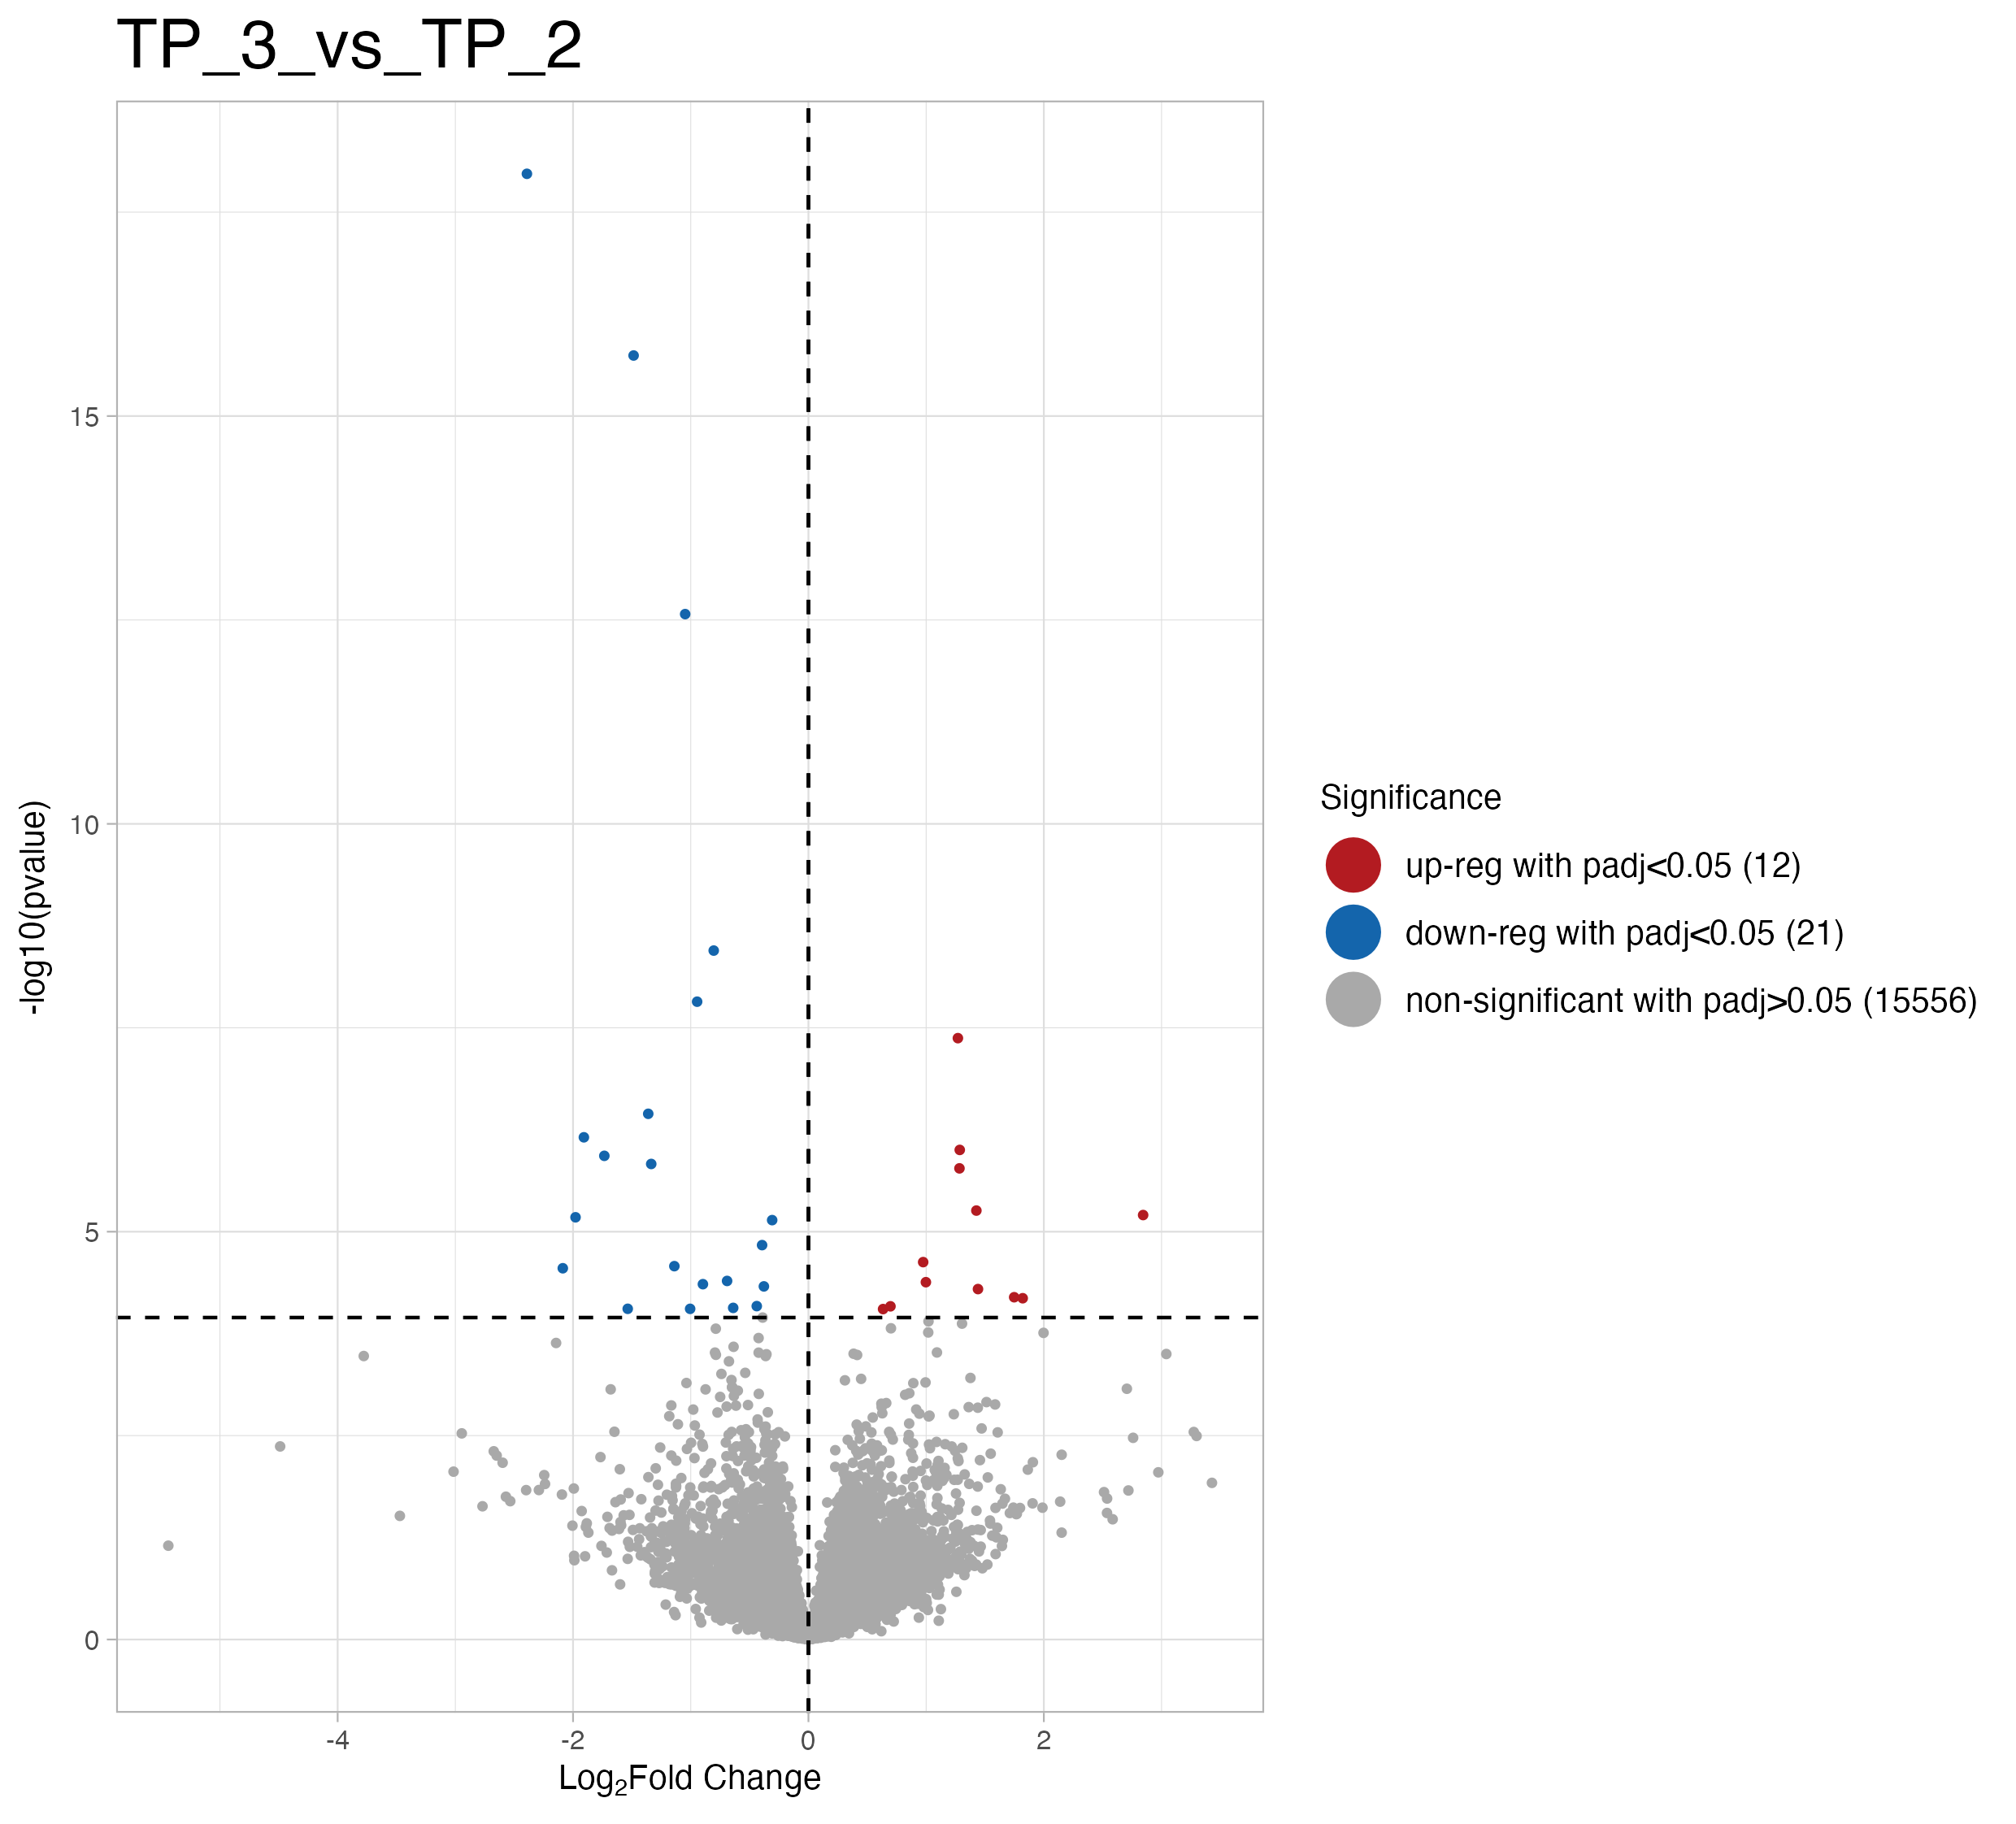 TP_3_vs_TP_2
-log10(pvalue)
15
10
5
0
-4
-2
0
2
Log₂Fold Change
Significance
up-reg with padj<0.05 (12)
down-reg with padj<0.05 (21)
non-significant with padj>0.05 (15556)